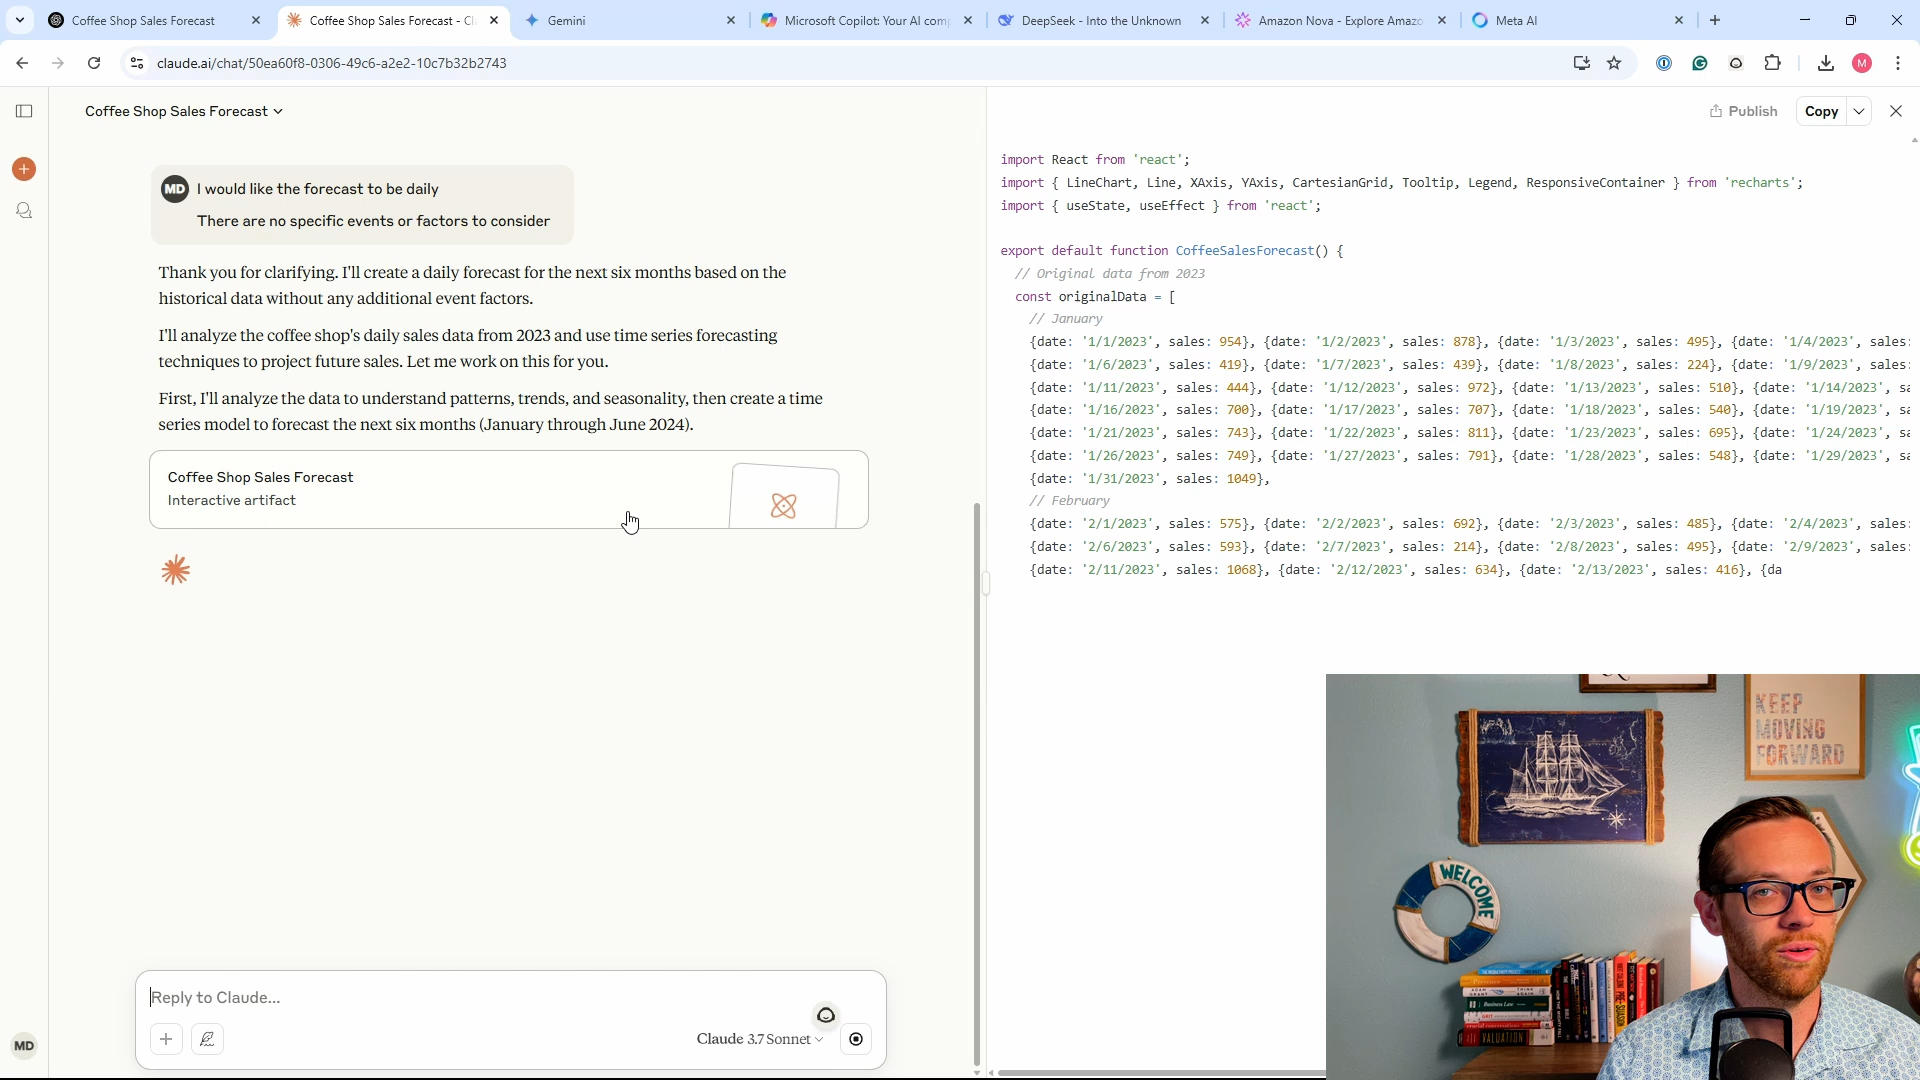 Coffee Shop Sales Forecast
Coffee Shop Sales Forecast - Cl
Gemini
Microsoft Copilot: Your AI comp
DeepSeek - Into the Unknown
Amazon Nova - Explore Amazo
Meta AI
claude.ai/chat/50ea60f8-0306-49c6-a2e2-10c7b32b2743
M
Coffee Shop Sales Forecast
Publish
Copy
MD
I would like the forecast to be daily
There are no specific events or factors to consider
Thank you for clarifying. I'll create a daily forecast for the next six months based on the
historical data without any additional event factors.
I'll analyze the coffee shop's daily sales data from 2023 and use time series forecasting
techniques to project future sales. Let me work on this for you.
First, I'll analyze the data to understand patterns, trends, and seasonality, then create a time
series model to forecast the next six months (January through June 2024).
Coffee Shop Sales Forecast
Interactive artifact
Reply to Claude...
Claude 3.7 Sonnet
MD
import React from 'react';
import { LineChart, Line, XAxis, YAxis, CartesianGrid, Tooltip, Legend, ResponsiveContainer } from 'recharts';
import { useState, useEffect } from 'react';
export default function CoffeeSalesForecast() {
// Original data from 2023
const originalData = [
// January
{date: '1/1/2023', sales: 954}, {date: '1/2/2023', sales: 878}, {date: '1/3/2023', sales: 495}, {date: '1/4/2023', sales:
{date: '1/6/2023', sales: 419}, {date: '1/7/2023', sales: 439}, {date: '1/8/2023', sales: 224}, {date: '1/9/2023', sales:
{date: '1/11/2023', sales: 444}, {date: '1/12/2023', sales: 972}, {date: '1/13/2023', sales: 510}, {date: '1/14/2023', sa
{date: '1/16/2023', sales: 700}, {date: '1/17/2023', sales: 707}, {date: '1/18/2023', sales: 540}, {date: '1/19/2023', sa
{date: '1/21/2023', sales: 743}, {date: '1/22/2023', sales: 811}, {date: '1/23/2023', sales: 695}, {date: '1/24/2023', sa
{date: '1/26/2023', sales: 749}, {date: '1/27/2023', sales: 791}, {date: '1/28/2023', sales: 548}, {date: '1/29/2023', sa
{date: '1/31/2023', sales: 1049},
// February
{date: '2/1/2023', sales: 575}, {date: '2/2/2023', sales: 692}, {date: '2/3/2023', sales: 485}, {date: '2/4/2023', sales:
{date: '2/6/2023', sales: 593}, {date: '2/7/2023', sales: 214}, {date: '2/8/2023', sales: 495}, {date: '2/9/2023', sales:
{date: '2/11/2023', sales: 1068}, {date: '2/12/2023', sales: 634}, {date: '2/13/2023', sales: 416}, {da
KEEP
MOVING
FORWARD
WELCOME
Business Law
GRIT
crucial conversations
VALUATION